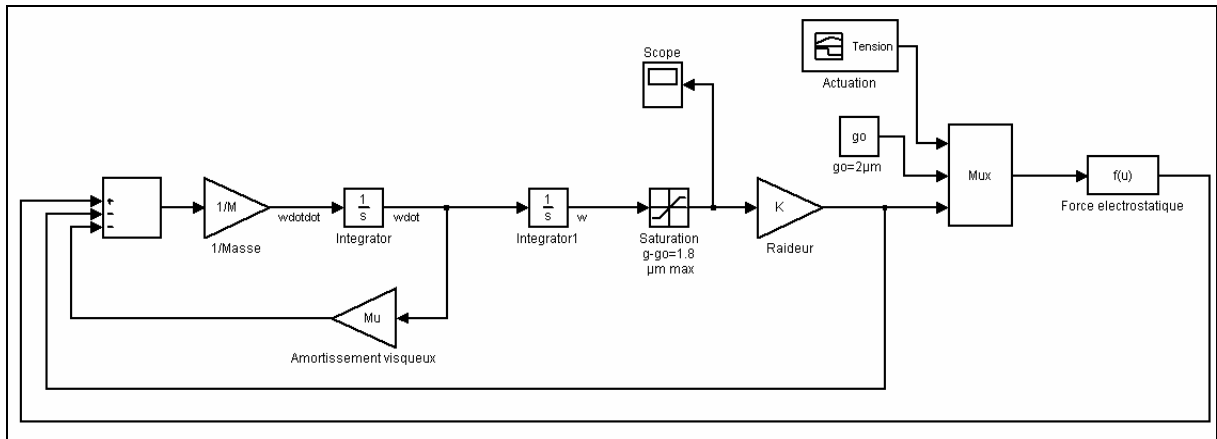 Scope
Tension
Actuation
go
go=2µm
Mux
f(u)
Force electrostatique
+
−
−
1/M
1/Masse
wdotdot
1
s
Integrator
wdot
1
s
Integrator1
w
Saturation
g-go=1.8
µm max
K
Raideur
Mu
Amortissement visqueux